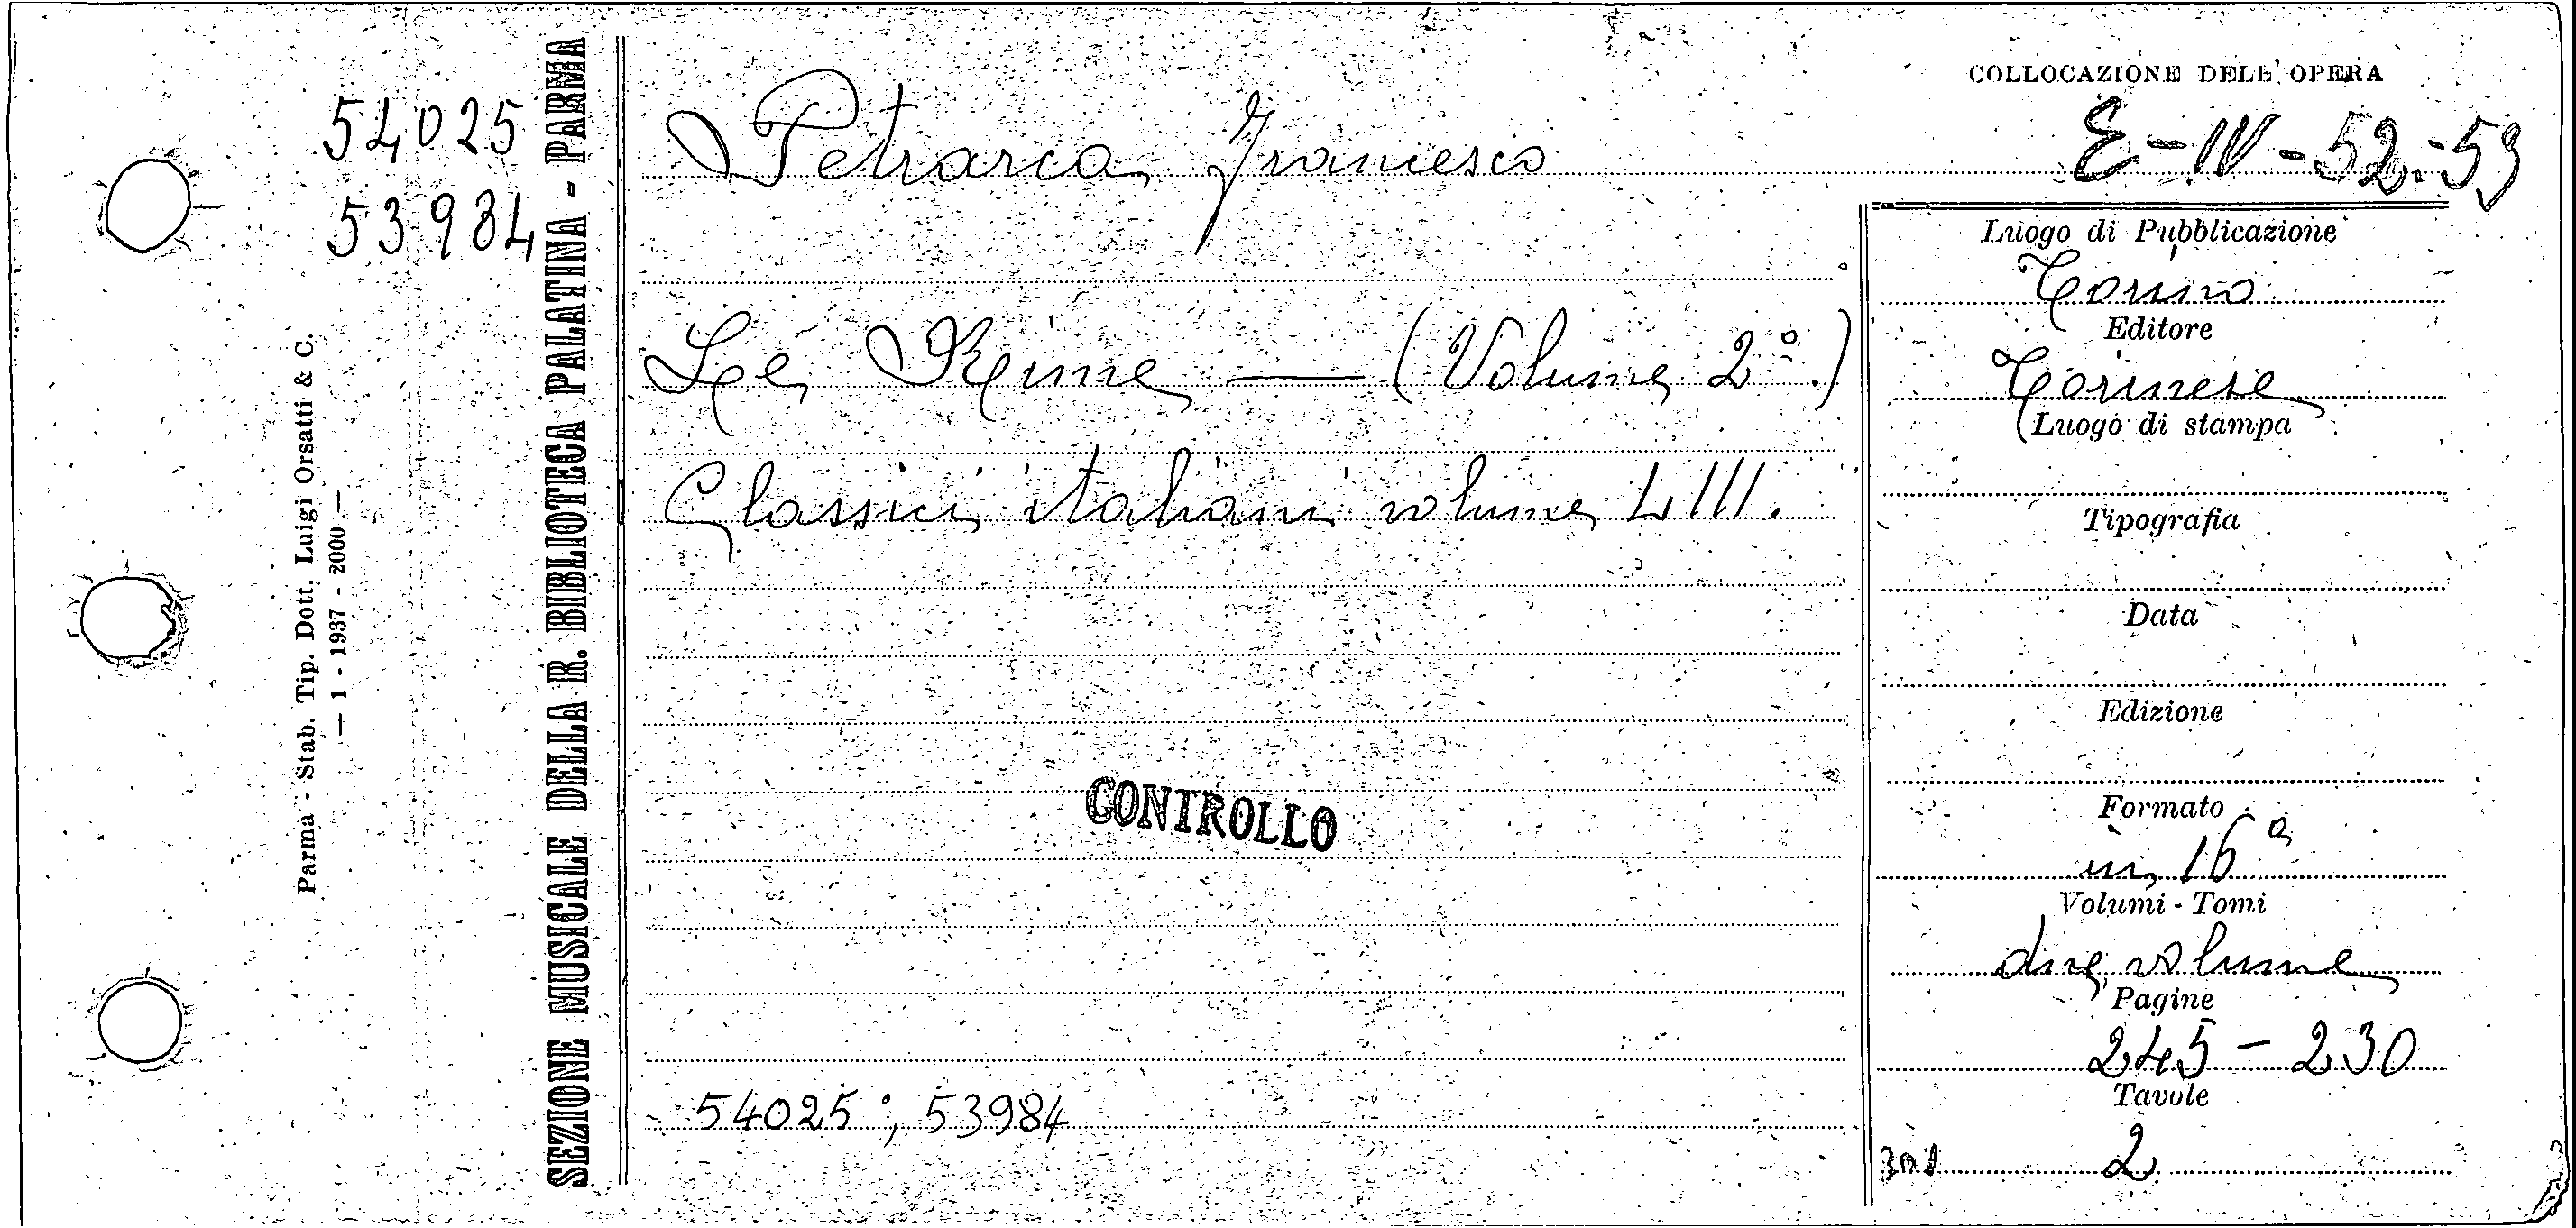 54025
53984
Parma - Stab. Tip. Dott. Luigi Orsatti & C.
— 1 - 1937 - 2000 —
SEZIONE MUSICALE DELLA R. BIBLIOTECA PALATINA - PARMA
Petrarca Francesco
Le Rime — (Volume 2°.)
Classici italiani volume LIII.
CONTROLLO
54025 ; 53984
COLLOCAZIONE DELL' OPERA
E - IV - 52.-53
Luogo di Pubblicazione
Torino
Editore
Torinese
Luogo di stampa
Tipografia
Data
Edizione
Formato
in 16°
Volumi - Tomi
due volume
Pagine
245 - 230
Tavole
2